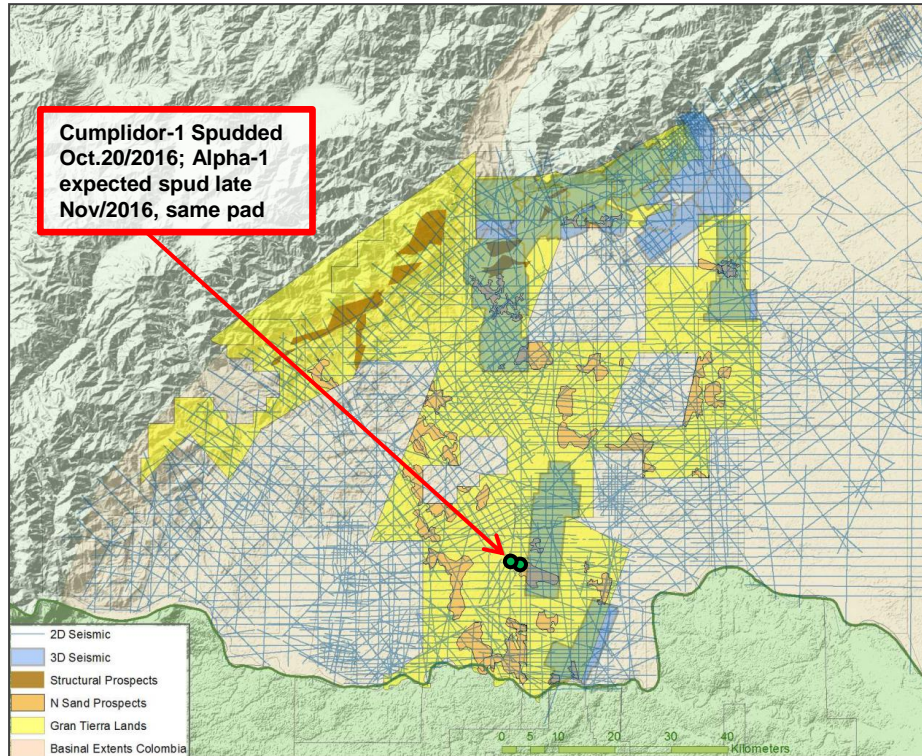 Cumplidor-1 Spudded
Oct.20/2016; Alpha-1
expected spud late
Nov/2016, same pad
2D Seismic
3D Seismic
Structural Prospects
N Sand Prospects
Gran Tierra Lands
Basinal Extents Colombia
0 5 10 20 30 40
Kilometers